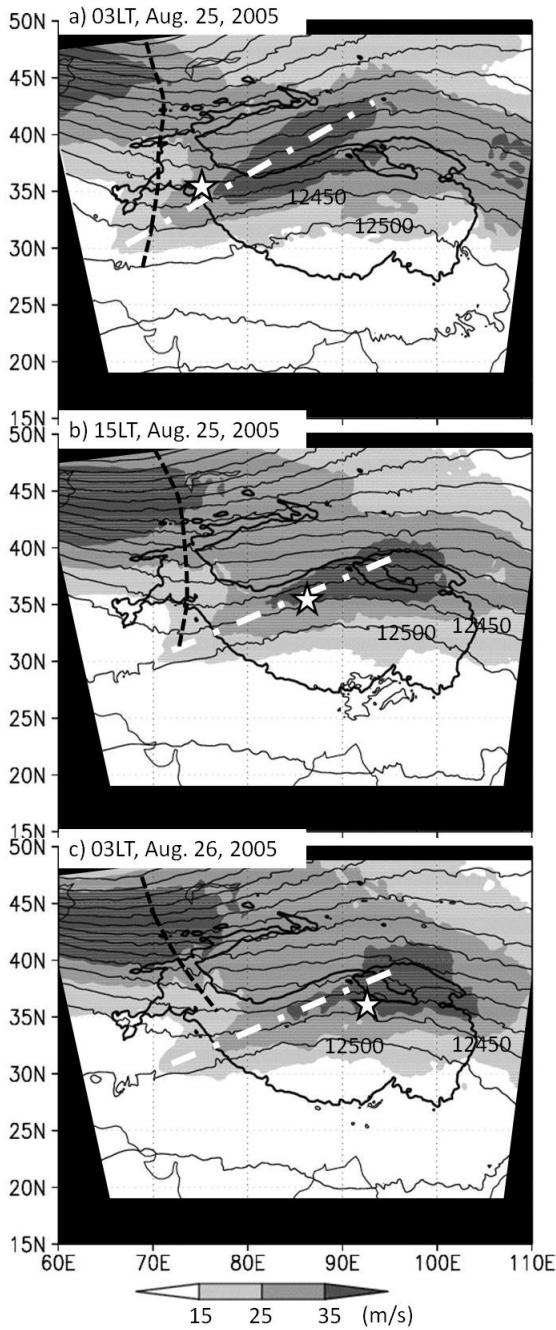 a) 03LT, Aug. 25, 2005
50N
45N
40N
35N
30N
25N
20N
15N
12450
12500
b) 15LT, Aug. 25, 2005
50N
45N
40N
35N
30N
25N
20N
15N
12500
12450
c) 03LT, Aug. 26, 2005
50N
45N
40N
35N
30N
25N
20N
15N
12500
12450
60E 70E 80E 90E 100E 110E
15 25 35 (m/s)